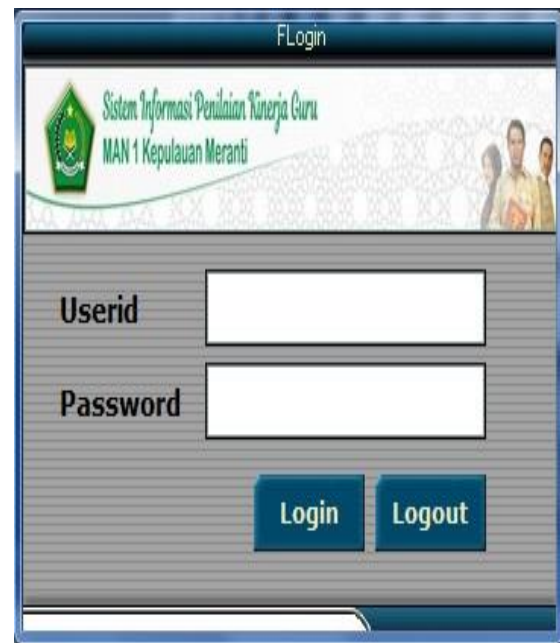 FLogin
Sistem Informasi Penilaian Kinerja Guru
MAN 1 Kepulauan Meranti
Userid
Password
Login Logout